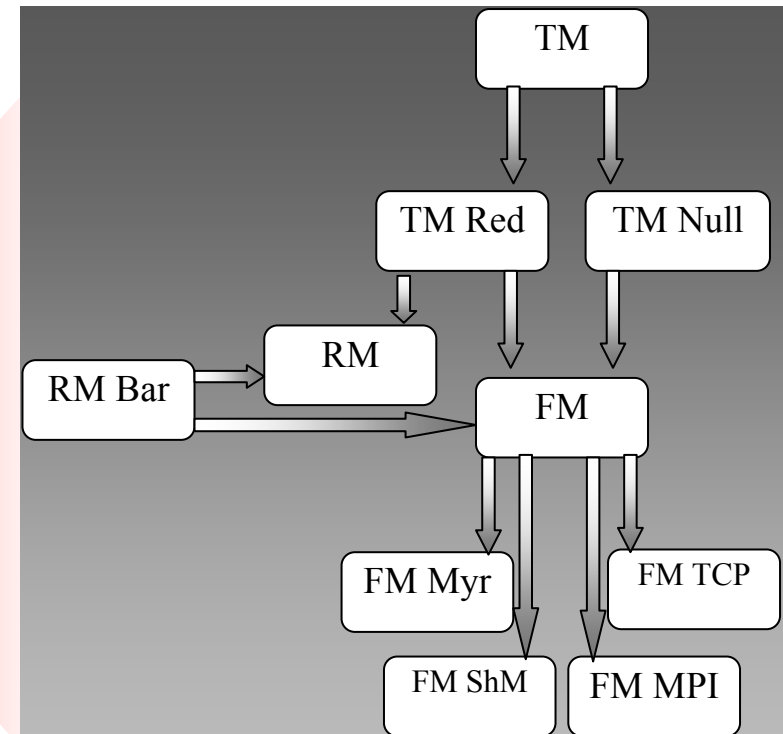 TM
TM Red
TM Null
RM
RM Bar
FM
FM Myr
FM TCP
FM ShM
FM MPI